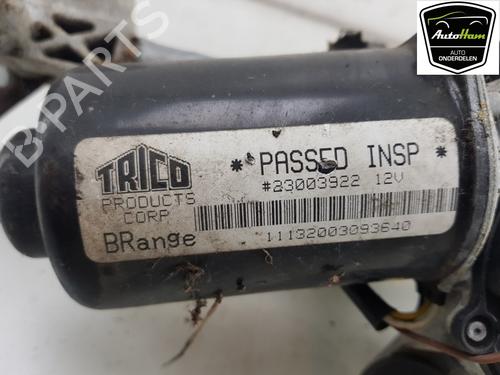 AutoHam
AUTO
ONDERDELEN
B-PARTS
TRICO
PRODUCTS
CORP
BRange
* PASSED INSP *
#23003922 12V
11132003093640